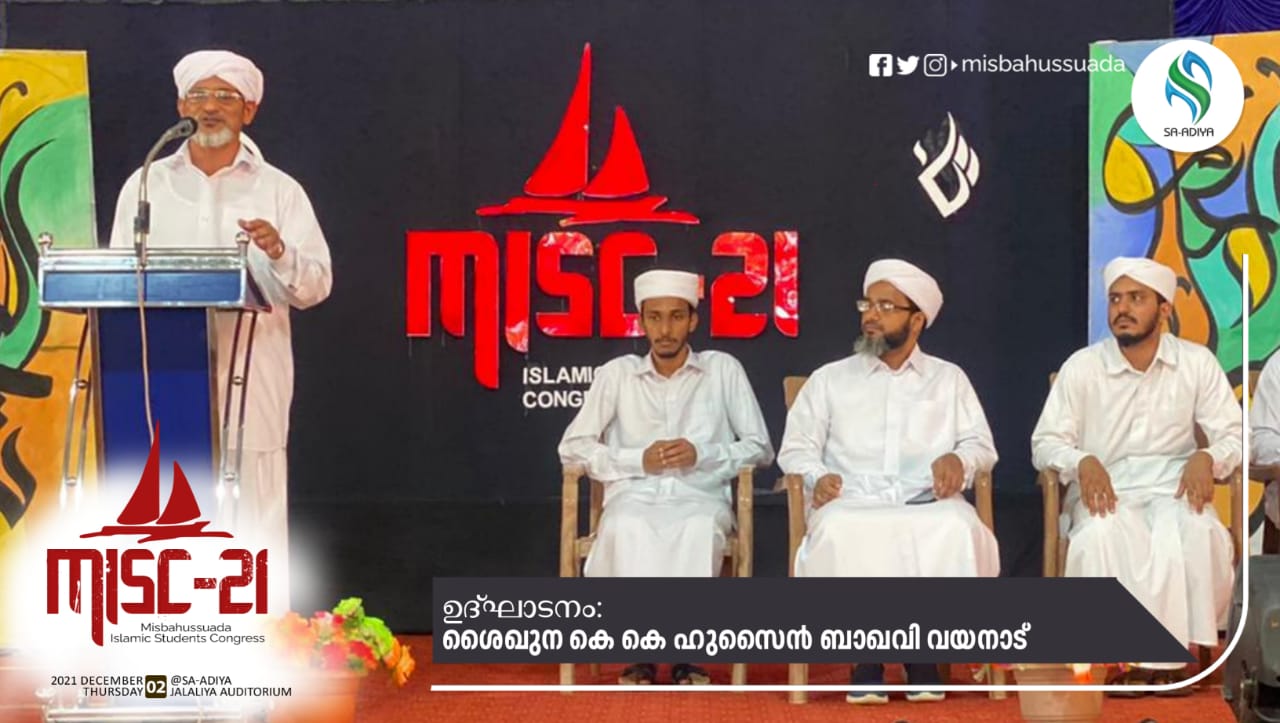 misbahussuada
SA-ADIYA
MISC-21
ISLAMIC
CONG
MISC-21
Misbahussuada
Islamic Students Congress
2021 DECEMBER
THURSDAY 02
@SA-ADIYA
JALALIYA AUDITORIUM
ഉദ്ഘാടനം:
ശൈഖുന കെ കെ ഹുസൈൻ ബാഖവി വയനാട്